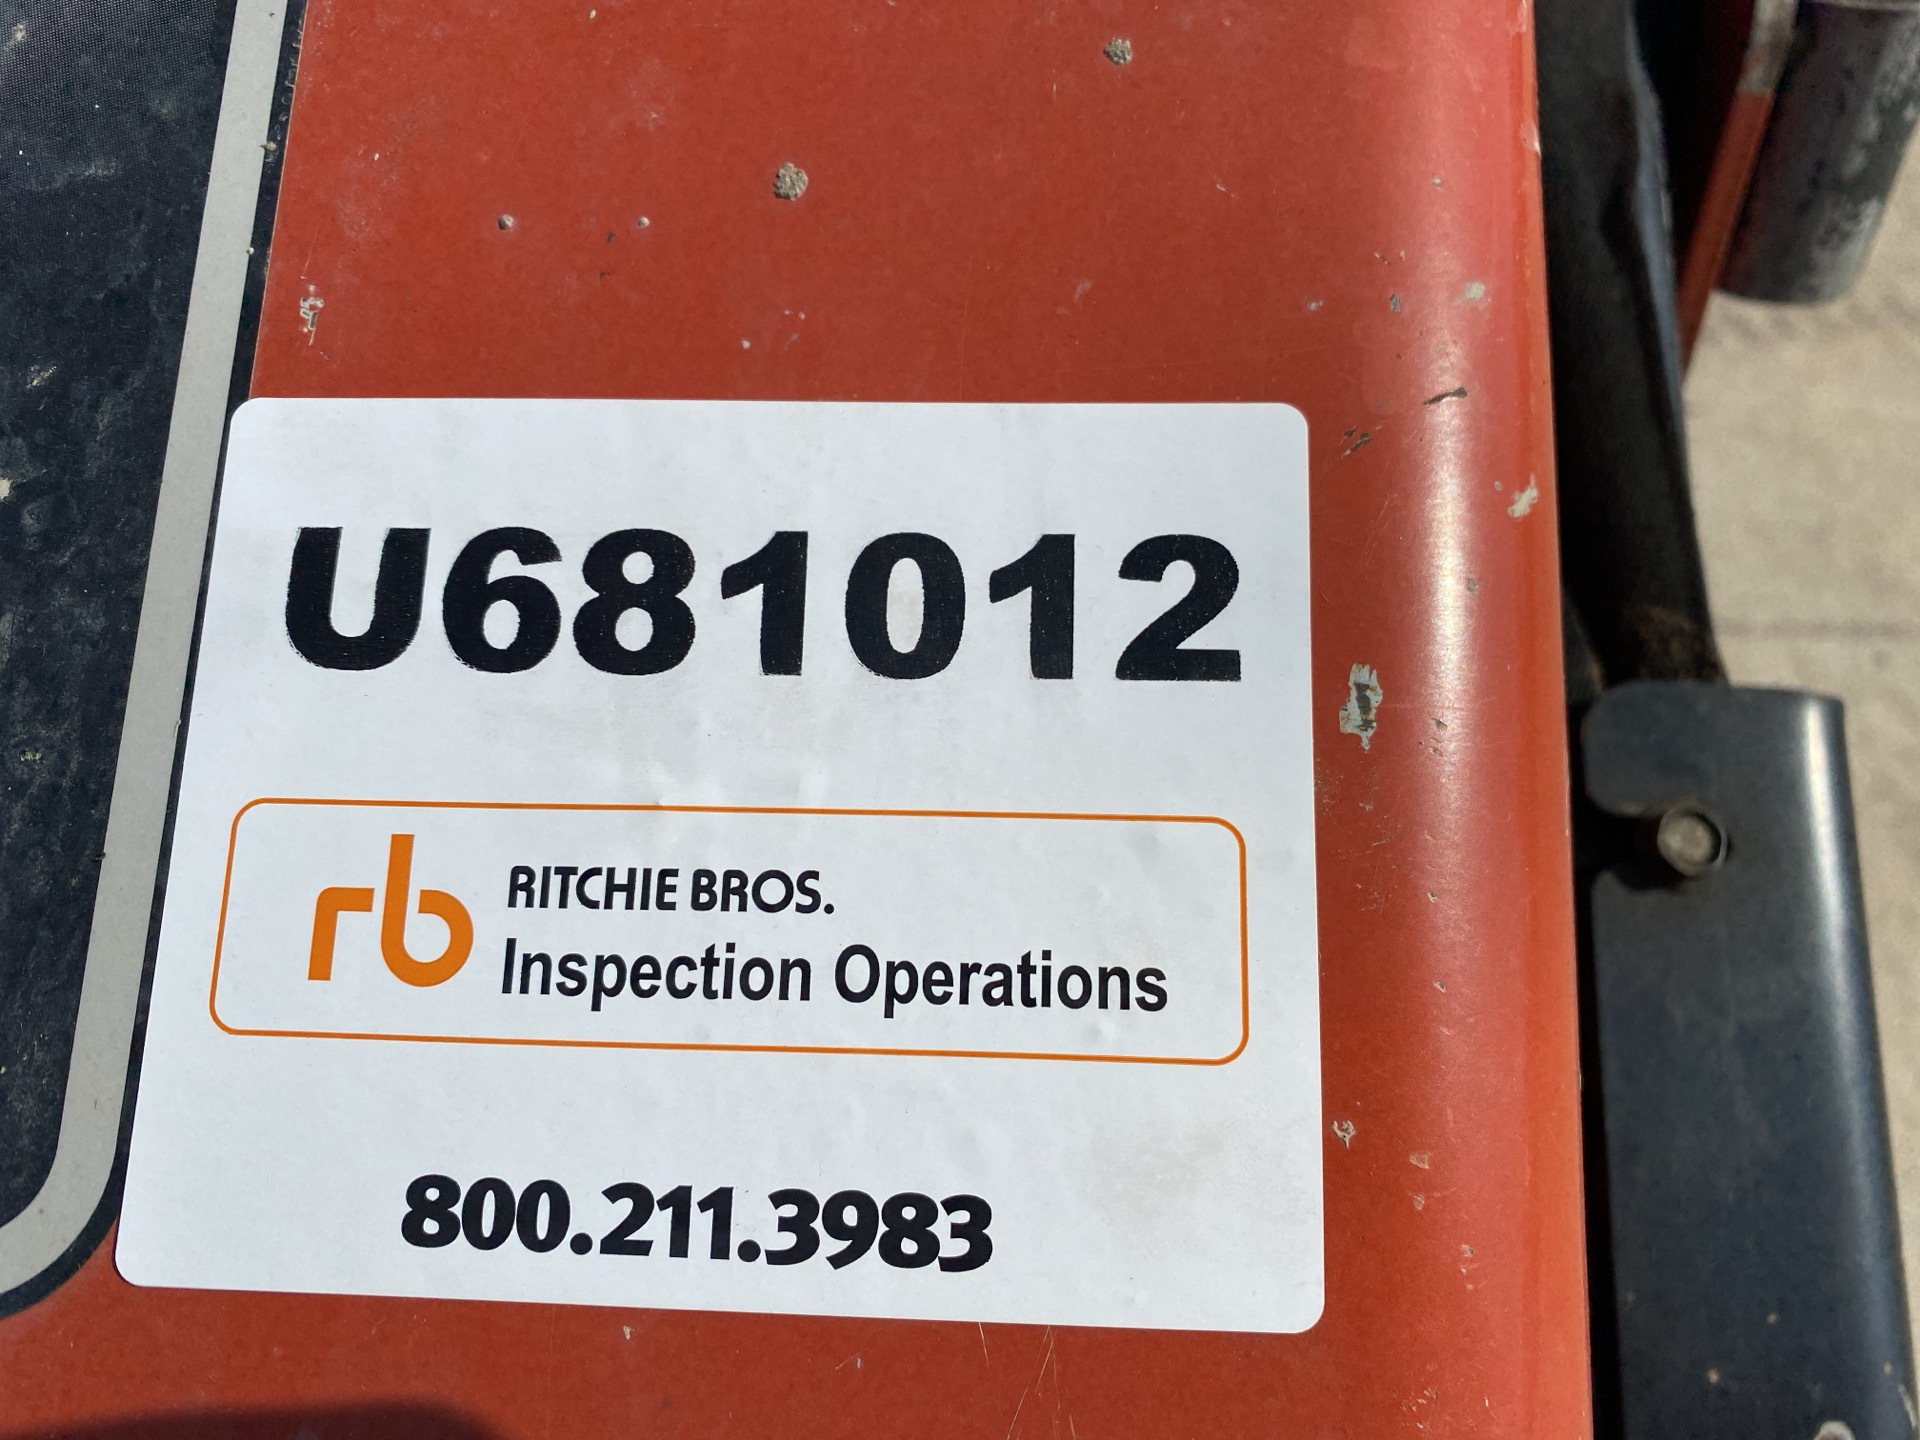 U681012
rb
RITCHIE BROS.
Inspection Operations
800.211.3983